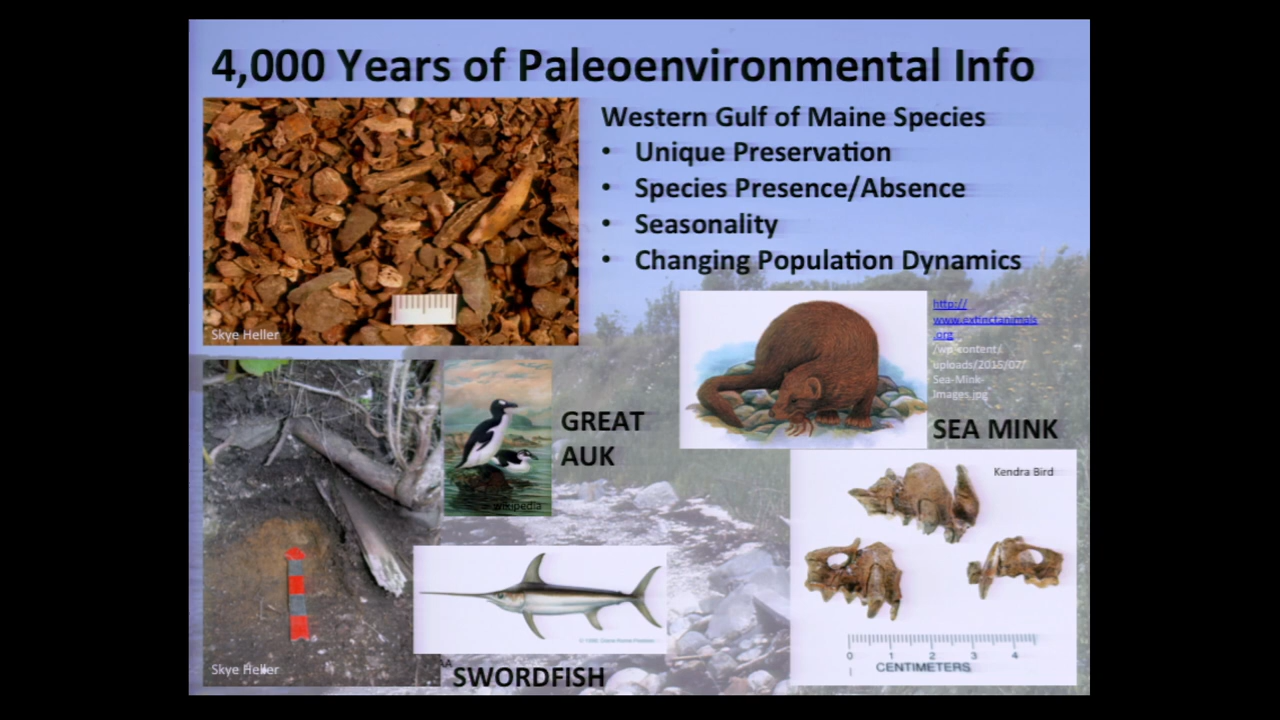 4,000 Years of Paleoenvironmental Info
Western Gulf of Maine Species
• Unique Preservation
• Species Presence/Absence
• Seasonality
• Changing Population Dynamics
Skye Heller
http://
www.extinctanimals
.org
/wp-content/
uploads/2015/07/
Sea-Mink-
Images.jpg
SEA MINK
GREAT
AUK
wikipedia
Kendra Bird
0 1 2 3 4
CENTIMETERS
Skye Heller
SWORDFISH